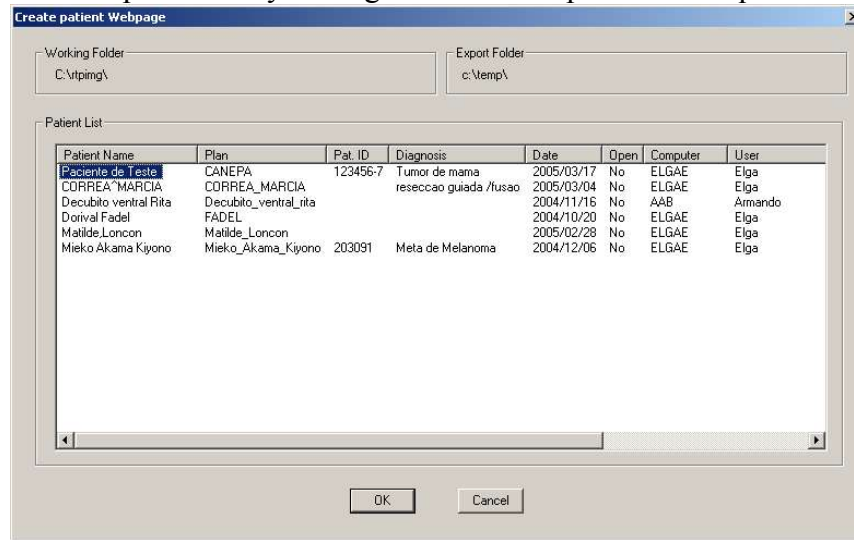 Create patient Webpage
Working Folder
C:\rtpimg\
Export Folder
c:\temp\
Patient List
Patient Name Plan Pat. ID Diagnosis Date Open Computer User
Paciente de Teste CANEPA 123456-7 Tumor de mama 2005/03/17 No ELGAE Elga
CORREA^MARCIA CORREA_MARCIA reseccao guiada /fusao 2005/03/04 No ELGAE Elga
Decubito ventral Rita Decubito_ventral_rita 2004/11/16 No AAB Armando
Dorival Fadel FADEL 2004/10/20 No ELGAE Elga
Matilde,Loncon Matilde_Loncon 2005/02/28 No ELGAE Elga
Mieko Akama Kiyono Mieko_Akama_Kiyono 203091 Meta de Melanoma 2004/12/06 No ELGAE Elga
OK Cancel